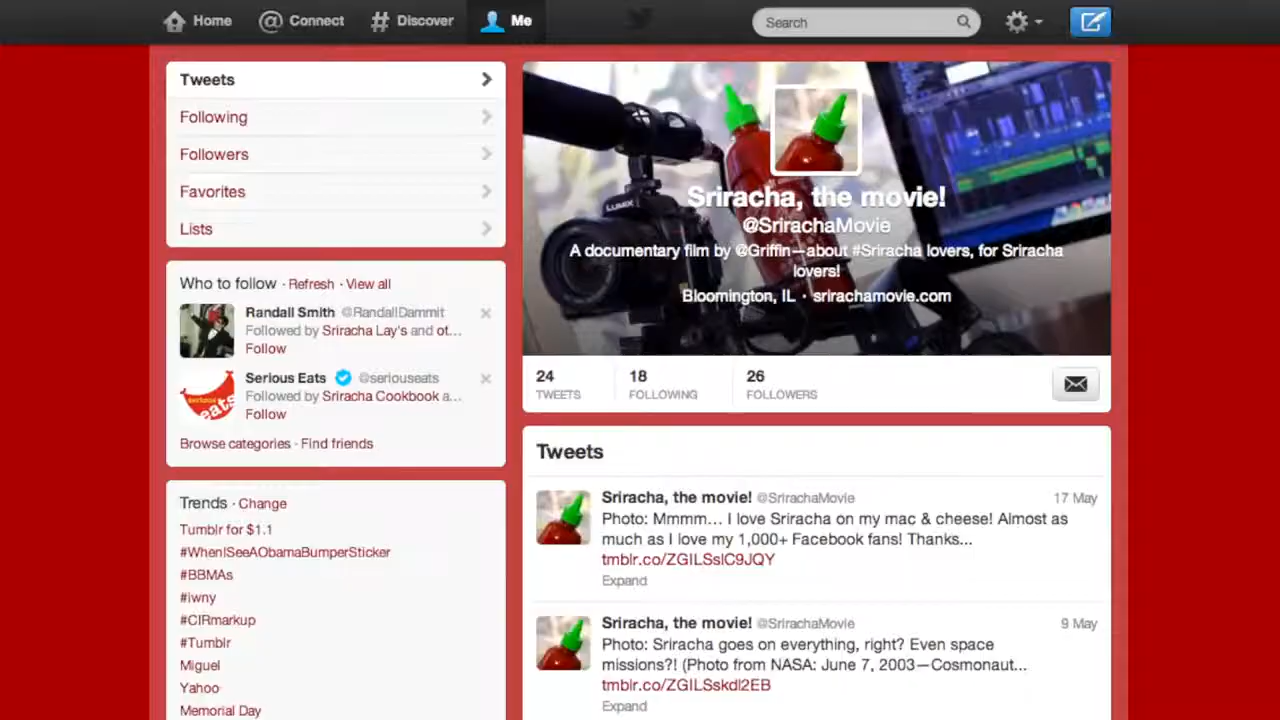 Home
Connect
Discover
Me
Search
Tweets
Following
Followers
Favorites
Lists
Who to follow · Refresh · View all
Randall Smith @RandallDammit
Followed by Sriracha Lay's and ot...
Follow
Serious Eats @seriouseats
Followed by Sriracha Cookbook a...
Follow
Browse categories · Find friends
Trends · Change
Tumblr for $1.1
#WhenISeeAObamaBumperSticker
#BBMAs
#iwny
#CIRmarkup
#Tumblr
Miguel
Yahoo
Memorial Day
LUMIX
Sriracha, the movie!
@SrirachaMovie
A documentary film by @Griffin—about #Sriracha lovers, for Sriracha
lovers!
Bloomington, IL · srirachamovie.com
24 18 26
TWEETS FOLLOWING FOLLOWERS
Tweets
Sriracha, the movie! @SrirachaMovie 17 May
Photo: Mmmm... I love Sriracha on my mac & cheese! Almost as
much as I love my 1,000+ Facebook fans! Thanks...
tmblr.co/ZGILSslC9JQY
Expand
Sriracha, the movie! @SrirachaMovie 9 May
Photo: Sriracha goes on everything, right? Even space
missions?! (Photo from NASA: June 7, 2003—Cosmonaut...
tmblr.co/ZGILSskdl2EB
Expand